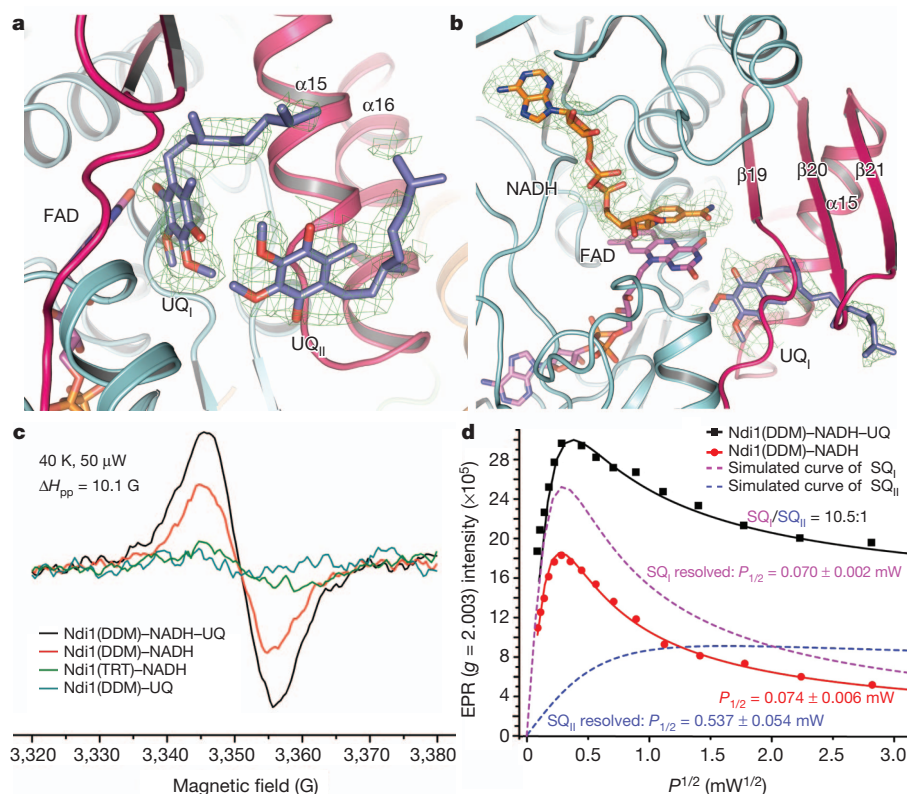 a
α15
α16
FAD
UQI
UQII
b
NADH
FAD
β19
β20
β21
α15
UQI
c
40 K, 50 μW
ΔHpp = 10.1 G
Ndi1(DDM)–NADH–UQ
Ndi1(DDM)–NADH
Ndi1(TRT)–NADH
Ndi1(DDM)–UQ
3,320 3,330 3,340 3,350 3,360 3,370 3,380
Magnetic field (G)
d
EPR (g = 2.003) intensity (×10⁵)
28
24
20
16
12
8
4
0
Ndi1(DDM)–NADH–UQ
Ndi1(DDM)–NADH
Simulated curve of SQI
Simulated curve of SQII
SQI/SQII = 10.5:1
SQI resolved: P1/2 = 0.070 ± 0.002 mW
P1/2 = 0.074 ± 0.006 mW
SQII resolved: P1/2 = 0.537 ± 0.054 mW
0 0.5 1.0 1.5 2.0 2.5 3.0
P1/2 (mW1/2)